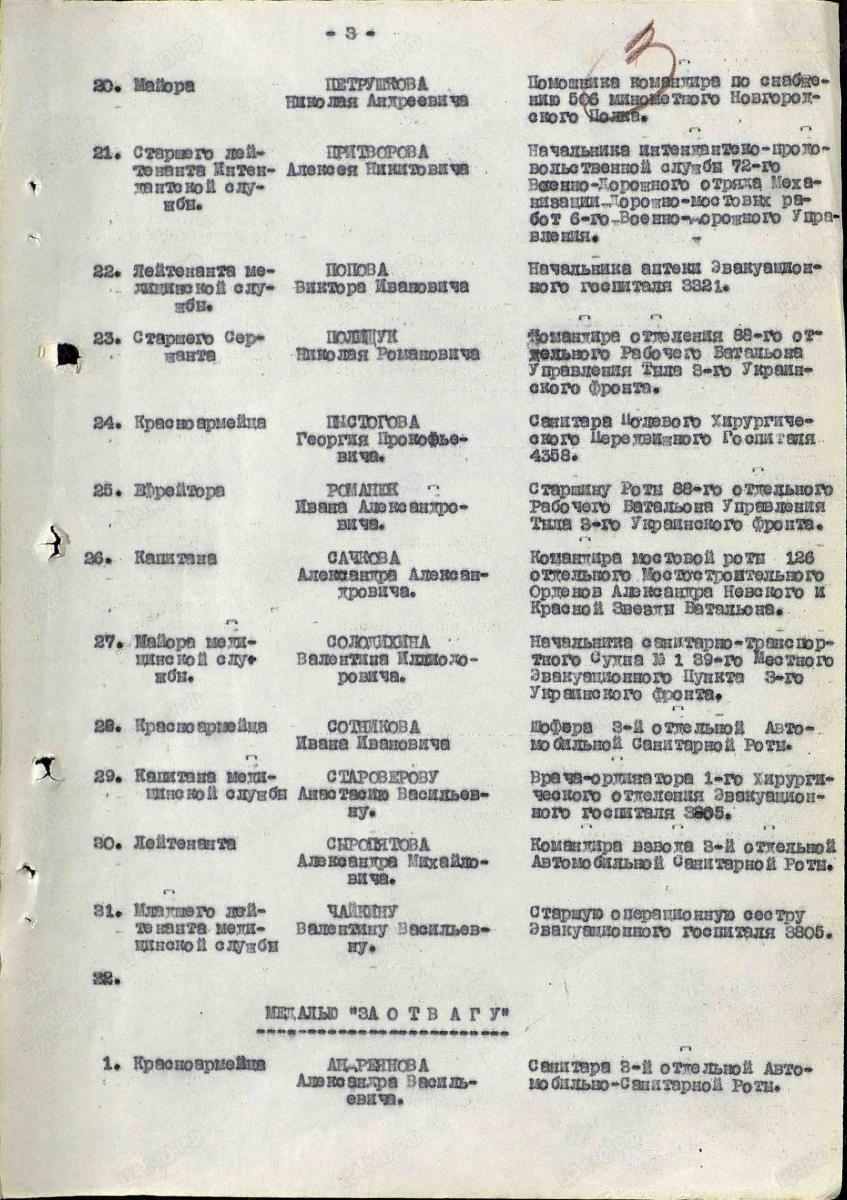 - 3 -
3
20. Майора ПЕТРУШКОВА Помощника командира по снабже-
Николая Андреевича нию 506 минометного Новгород-
ского Полка.
21. Старшего лей- ПРИТВОРОВА Начальника интендантско-продо-
тенанта Интен- Алексея Никитовича вольственной службы 72-го
дантской слу- Военно-Дорожного отряда Меха-
жбы. низации Дорожно-мостовых ра-
бот 6-го Военно-дорожного Упра-
вления.
22. Лейтенанта ме- ПОПОВА Начальника аптеки Эвакуацион-
дицинской слу- Виктора Ивановича ного госпиталя 3321.
жбы.
23. Старшего Сер- ПОЛИЩУК Командира отделения 88-го от-
жанта Николая Романовича дельного Рабочего Батальона
Управления Тыла 3-го Украин-
ского Фронта.
24. Красноармейца ПЫСТОГОВА Санитара Полевого Хирургиче-
Георгия Прокофье- ского Передвижного Госпиталя
вича. 4358.
25. Ефрейтора РОМАНЮК Старшину Роты 88-го отдельного
Ивана Александро- Рабочего Батальона Управления
вича. Тыла 3-го Украинского Фронта.
26. Капитана САЧКОВА Командира мостовой роты 126
Александра Алексан- отдельного Мостостроительного
дровича. Орденов Александра Невского и
Красной Звезды Батальона.
27. Майора меди- СОЛОДИХИНА Начальника санитарно-транспор-
цинской слу- Валентина Илиодо- тного Судна № 1 39-го Местного
жбы. ровича. Эвакуационного Пункта 3-го
Украинского фронта.
28. Красноармейца СОТНИКОВА Шофера 3-й отдельной Авто-
Ивана Ивановича мобильной Санитарной Роты.
29. Капитана меди- СТАРОВЕРОВУ Врача-ординатора 1-го Хирурги-
цинской службы Анастасию Васильев- ческого отделения Эвакуацион-
ну. ного госпиталя 3805.
30. Лейтенанта СЫРОПЯТОВА Командира взвода 3-й отдельной
Александра Михайло- Автомобильной Санитарной Роты.
вича.
31. Младшего лей- ЧАЙКИНУ Старшую операционную сестру
тенанта меди- Валентину Васильев- Эвакуационного госпиталя 3805.
цинской службы ну.
32.
МЕДАЛЬЮ "ЗА О Т В А Г У"
1. Красноармейца АНДРЕЯНОВА Санитара 3-й отдельной Авто-
Александра Василь- мобильно-Санитарной Роты.
евича.